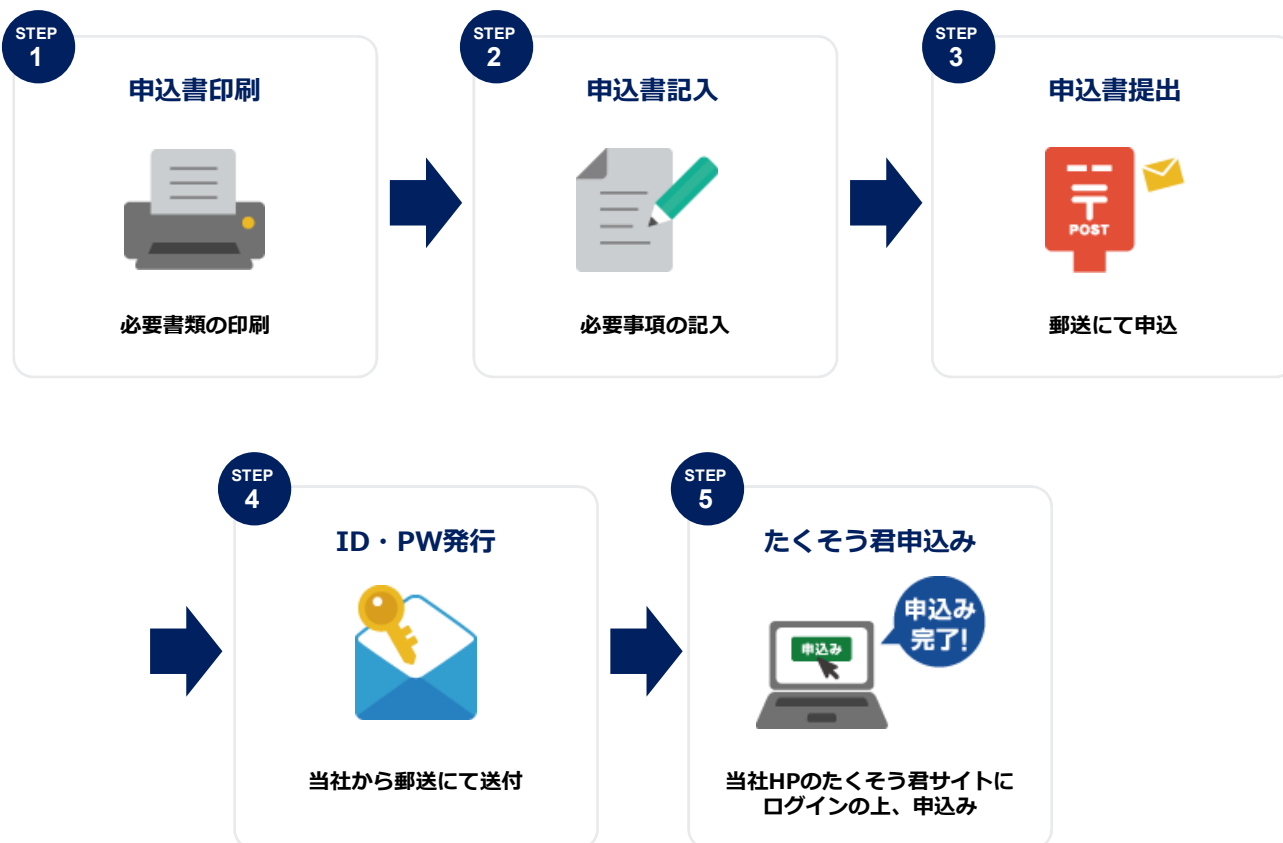 STEP
1
申込書印刷
必要書類の印刷
STEP
2
申込書記入
必要事項の記入
STEP
3
申込書提出
〒
POST
郵送にて申込
STEP
4
ID・PW発行
当社から郵送にて送付
STEP
5
たくそう君申込み
申込み
完了!
申込み
当社HPのたくそう君サイトに
ログインの上、申込み